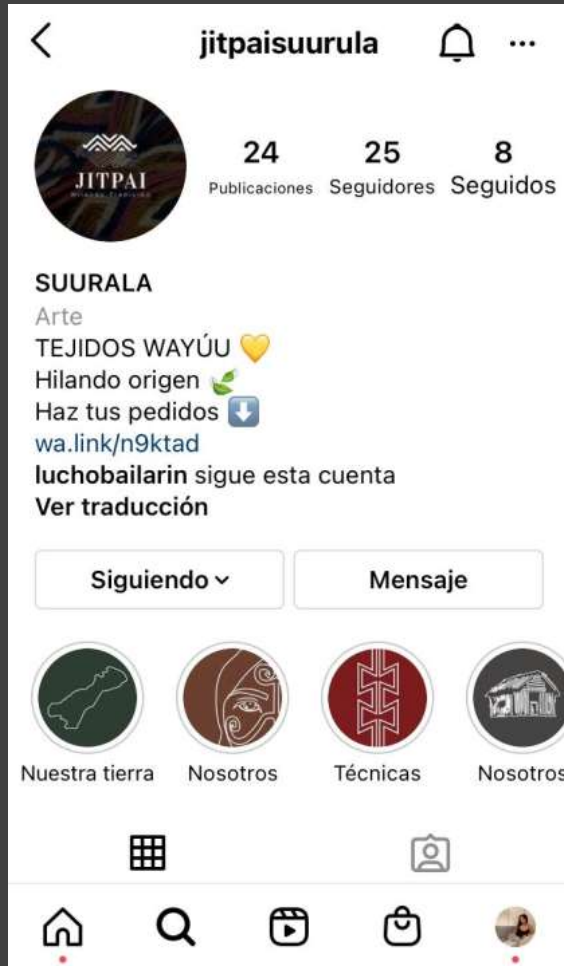 jitpaisuurula
JITPAI
24 25 8
Publicaciones Seguidores Seguidos
SUURALA
Arte
TEJIDOS WAYÚU 💛
Hilando origen 🍃
Haz tus pedidos ⬇️
wa.link/n9ktad
luchobailarin sigue esta cuenta
Ver traducción
Siguiendo Mensaje
Nuestra tierra Nosotros Técnicas Nosotros